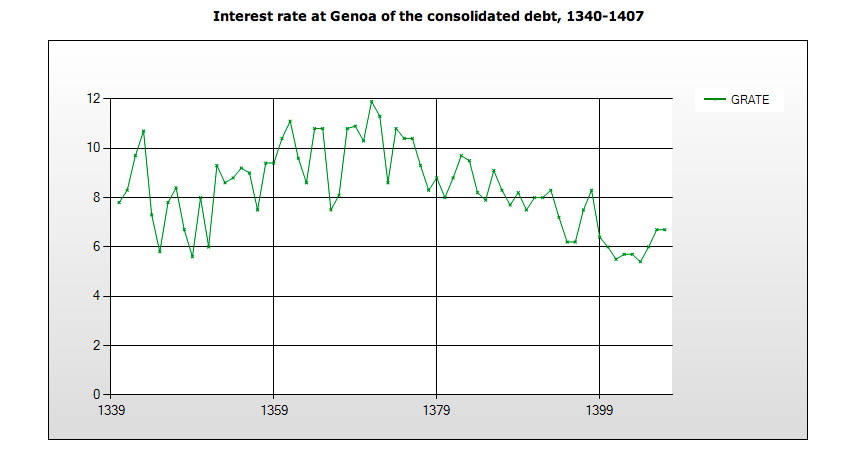 Interest rate at Genoa of the consolidated debt, 1340-1407
GRATE
12
10
8
6
4
2
0
1339 1359 1379 1399